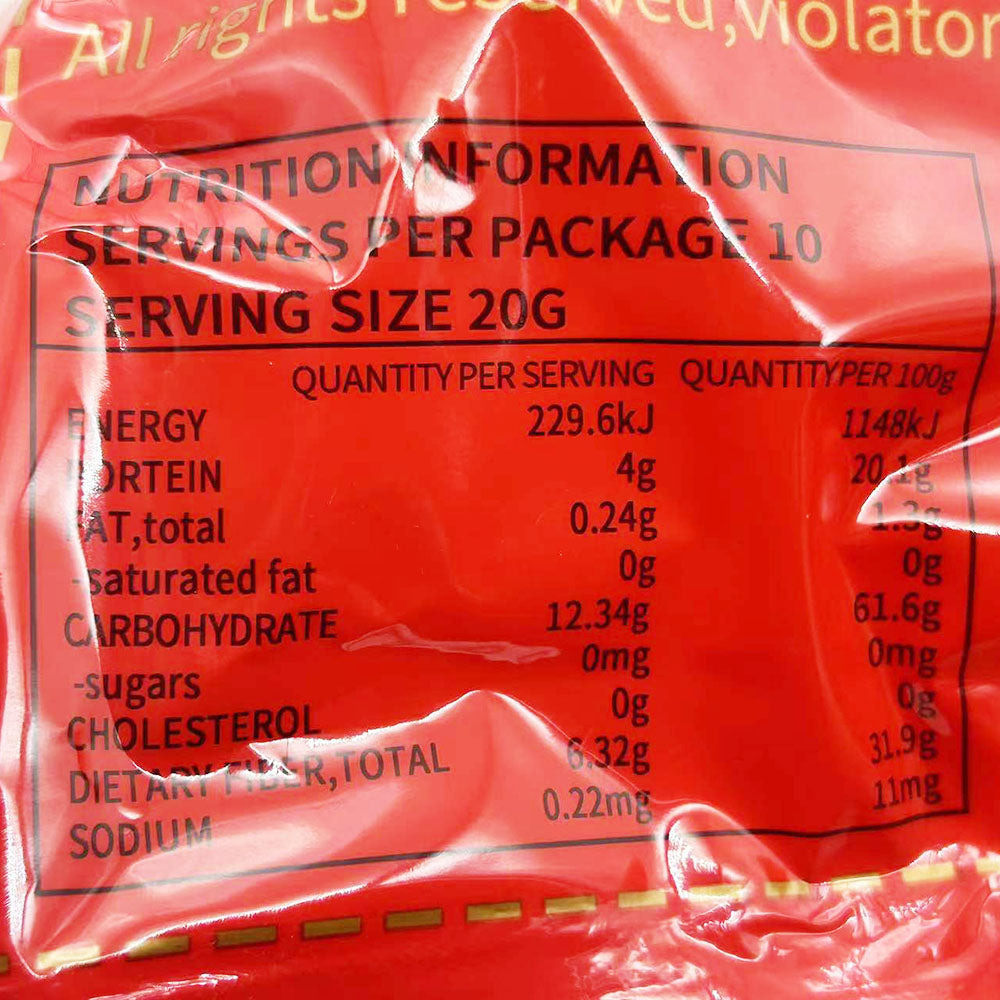 All rights reserved,violator
NUTRITION INFORMATION
SERVINGS PER PACKAGE 10
SERVING SIZE 20G
QUANTITY PER SERVING QUANTITY PER 100g
ENERGY 229.6kJ 1148kJ
PORTEIN 4g 20.1g
FAT,total 0.24g 1.3g
-saturated fat 0g 0g
CARBOHYDRATE 12.34g 61.6g
-sugars 0mg 0mg
CHOLESTEROL 0g 0g
DIETARY FIBER,TOTAL 6,32g 31.9g
SODIUM 0.22mg 11mg